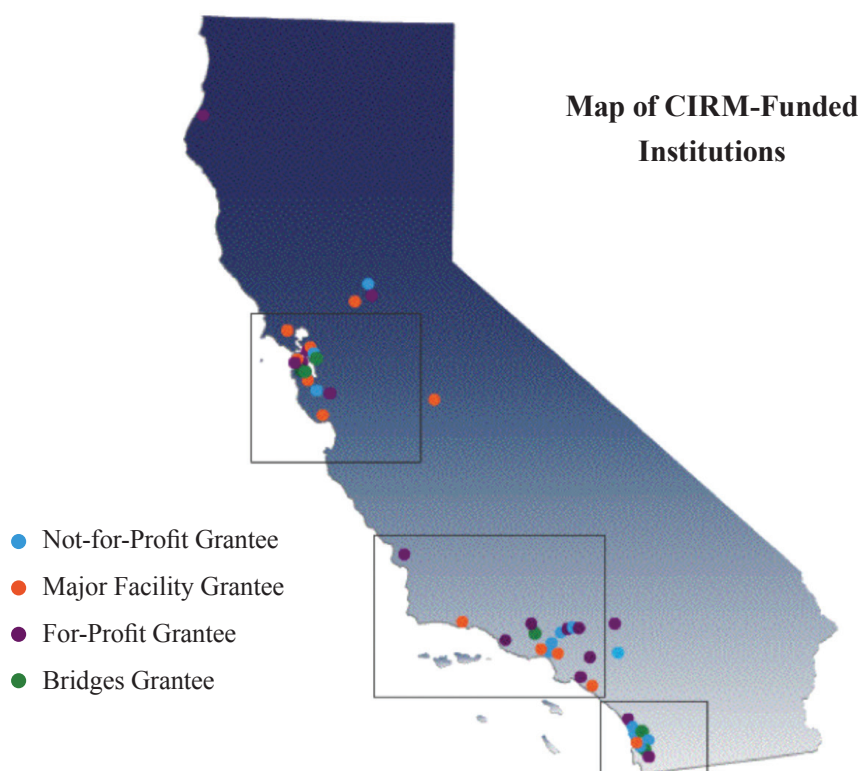 Map of CIRM-Funded
Institutions
Not-for-Profit Grantee
Major Facility Grantee
For-Profit Grantee
Bridges Grantee